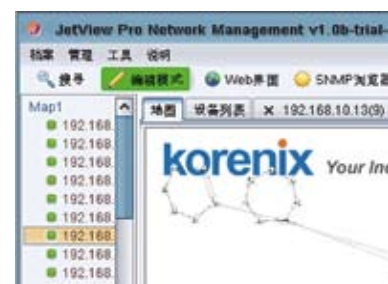 JetView Pro Network Management v1.0b-trial-
档案 管理 工具 说明
搜寻 编辑模式 Web界面 SNMP浏览器
Map1
地图 设备列表 × 192.168.10.13(9)
192.168.
192.168.
192.168.
192.168.
192.168.
192.168.
192.168.
192.168.
192.168.
korenix Your Ind